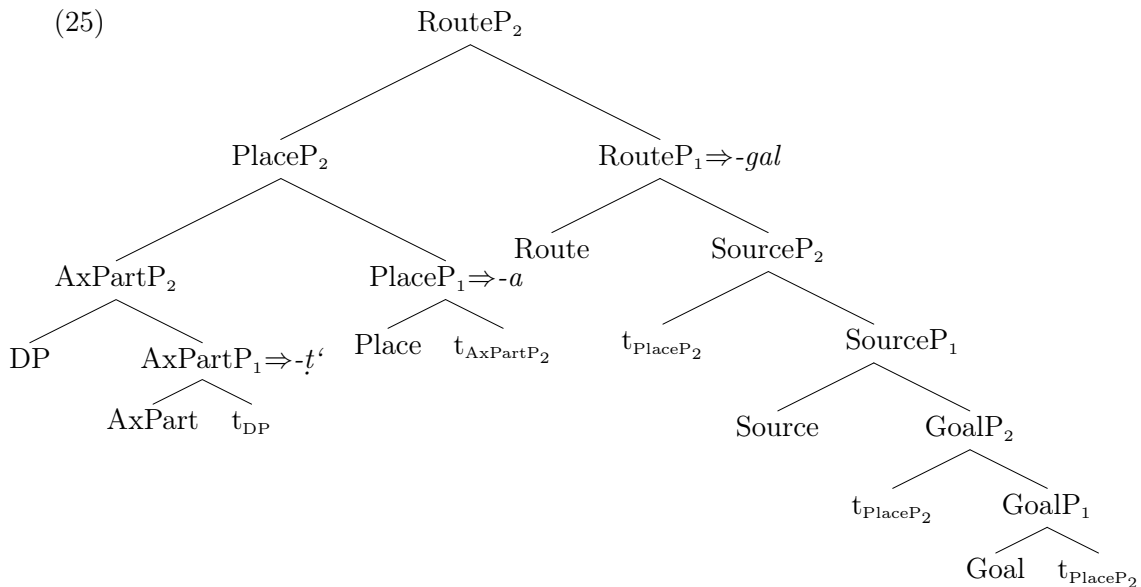 (25) RouteP₂
PlaceP₂ RouteP₁⇒-gal
AxPartP₂ PlaceP₁⇒-a Route SourceP₂
DP AxPartP₁⇒-ṭ‘ Place t_AxPartP₂ t_PlaceP₂ SourceP₁
AxPart t_DP Source GoalP₂
t_PlaceP₂ GoalP₁
Goal t_PlaceP₂